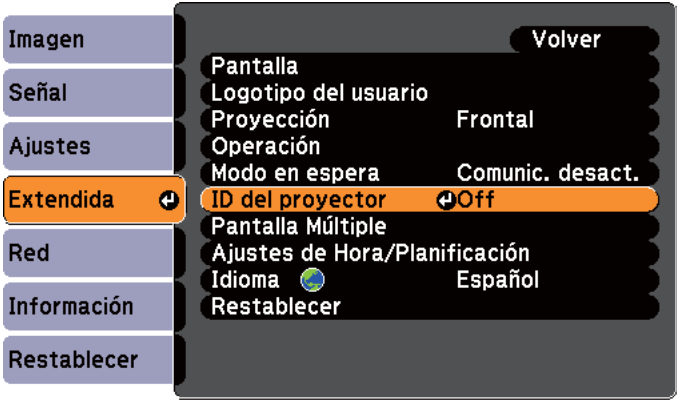 Imagen
Señal
Ajustes
Extendida
Red
Información
Restablecer
Volver
Pantalla
Logotipo del usuario
Proyección Frontal
Operación
Modo en espera Comunic. desact.
ID del proyector Off
Pantalla Múltiple
Ajustes de Hora/Planificación
Idioma Español
Restablecer